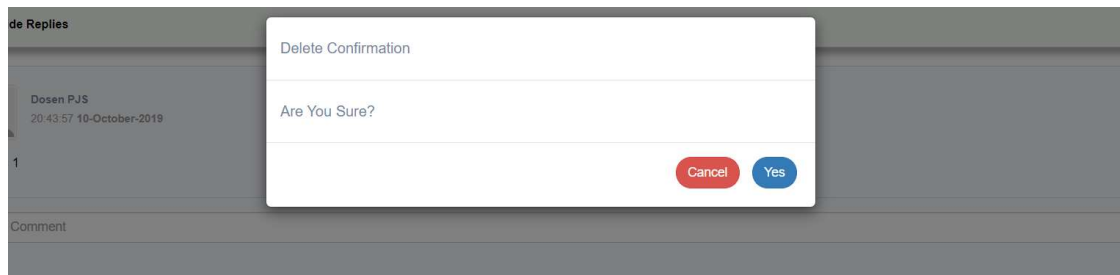 de Replies
Delete Confirmation
Dosen PJS
20:43:57 10-October-2019
Are You Sure?
1
Cancel Yes
Comment